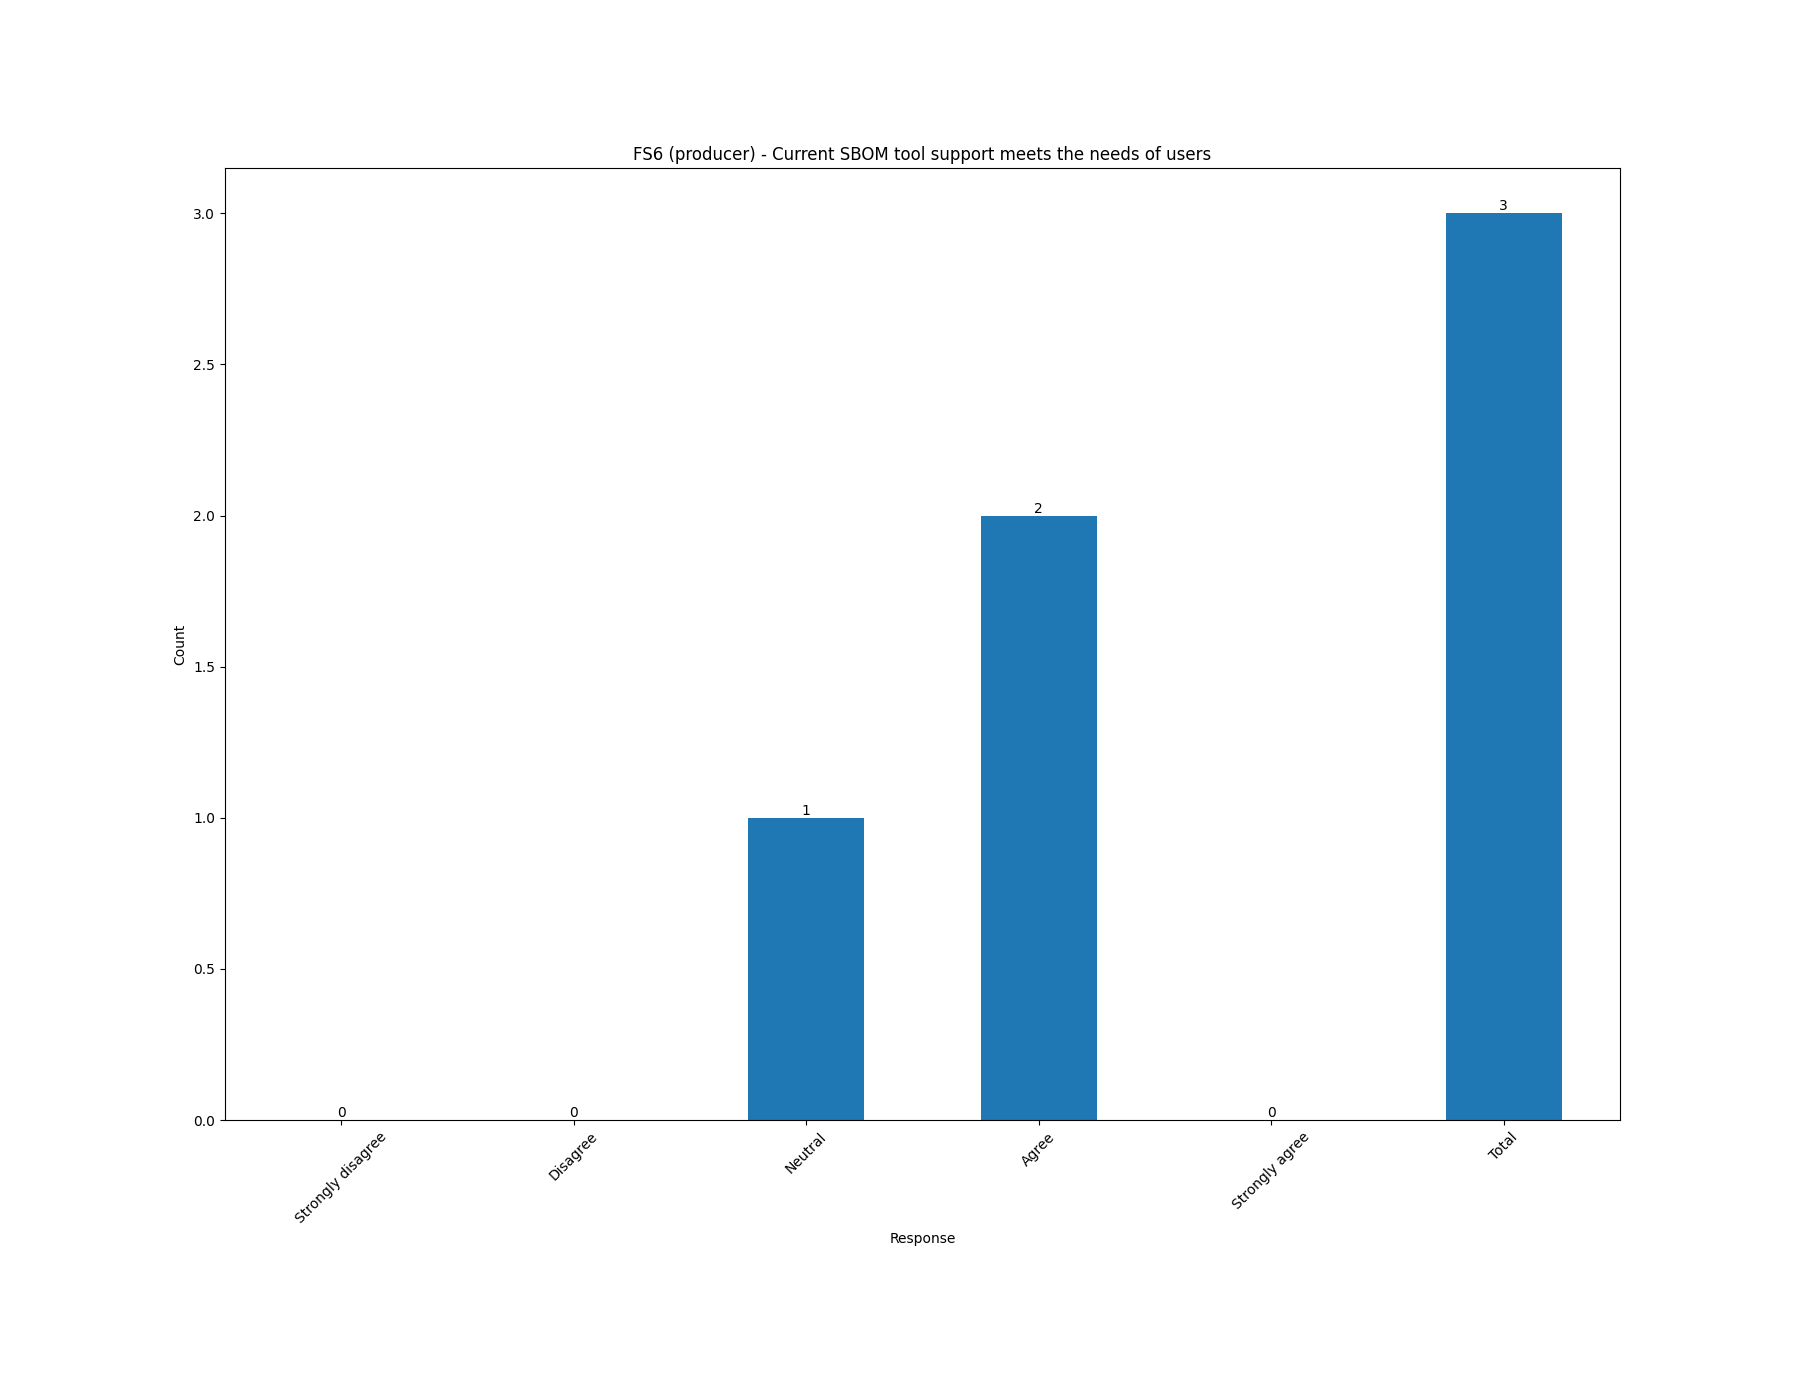 FS6 (producer) - Current SBOM tool support meets the needs of users
3.0
2.5
2.0
1.5
1.0
0.5
0.0
Count
0
0
1
2
0
3
Strongly disagree
Disagree
Neutral
Agree
Strongly agree
Total
Response